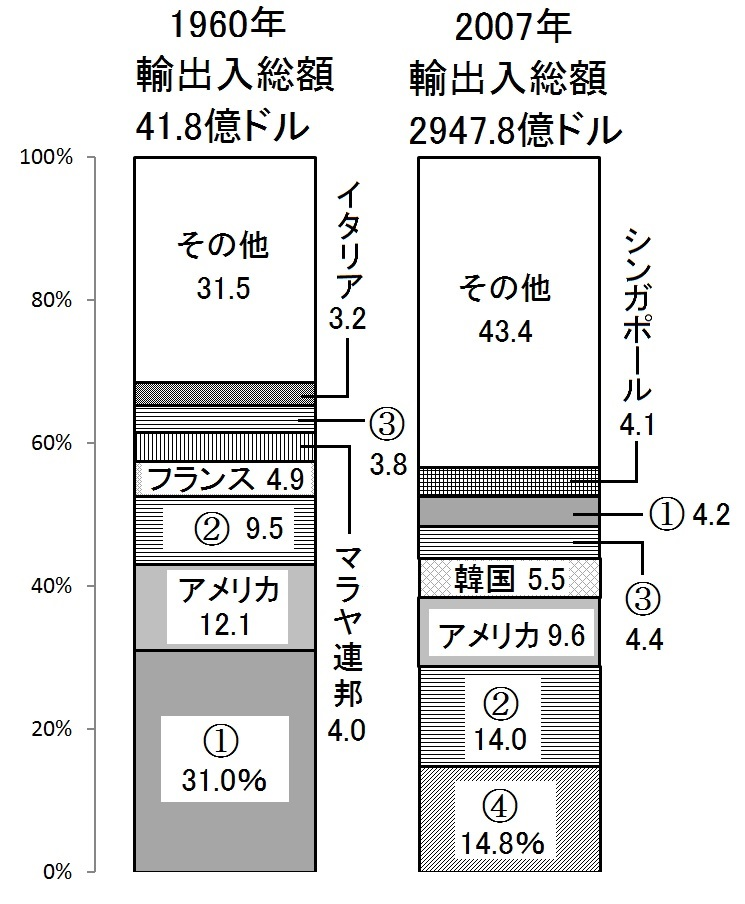 1960年
輸出入総額
41.8億ドル
2007年
輸出入総額
2947.8億ドル
100%
80%
60%
40%
20%
0%
その他
31.5
イタリア
3.2
③
3.8
マラヤ連邦
4.0
フランス 4.9
② 9.5
アメリカ
12.1
①
31.0%
その他
43.4
シンガポール
4.1
① 4.2
③
4.4
韓国 5.5
アメリカ 9.6
②
14.0
④
14.8%